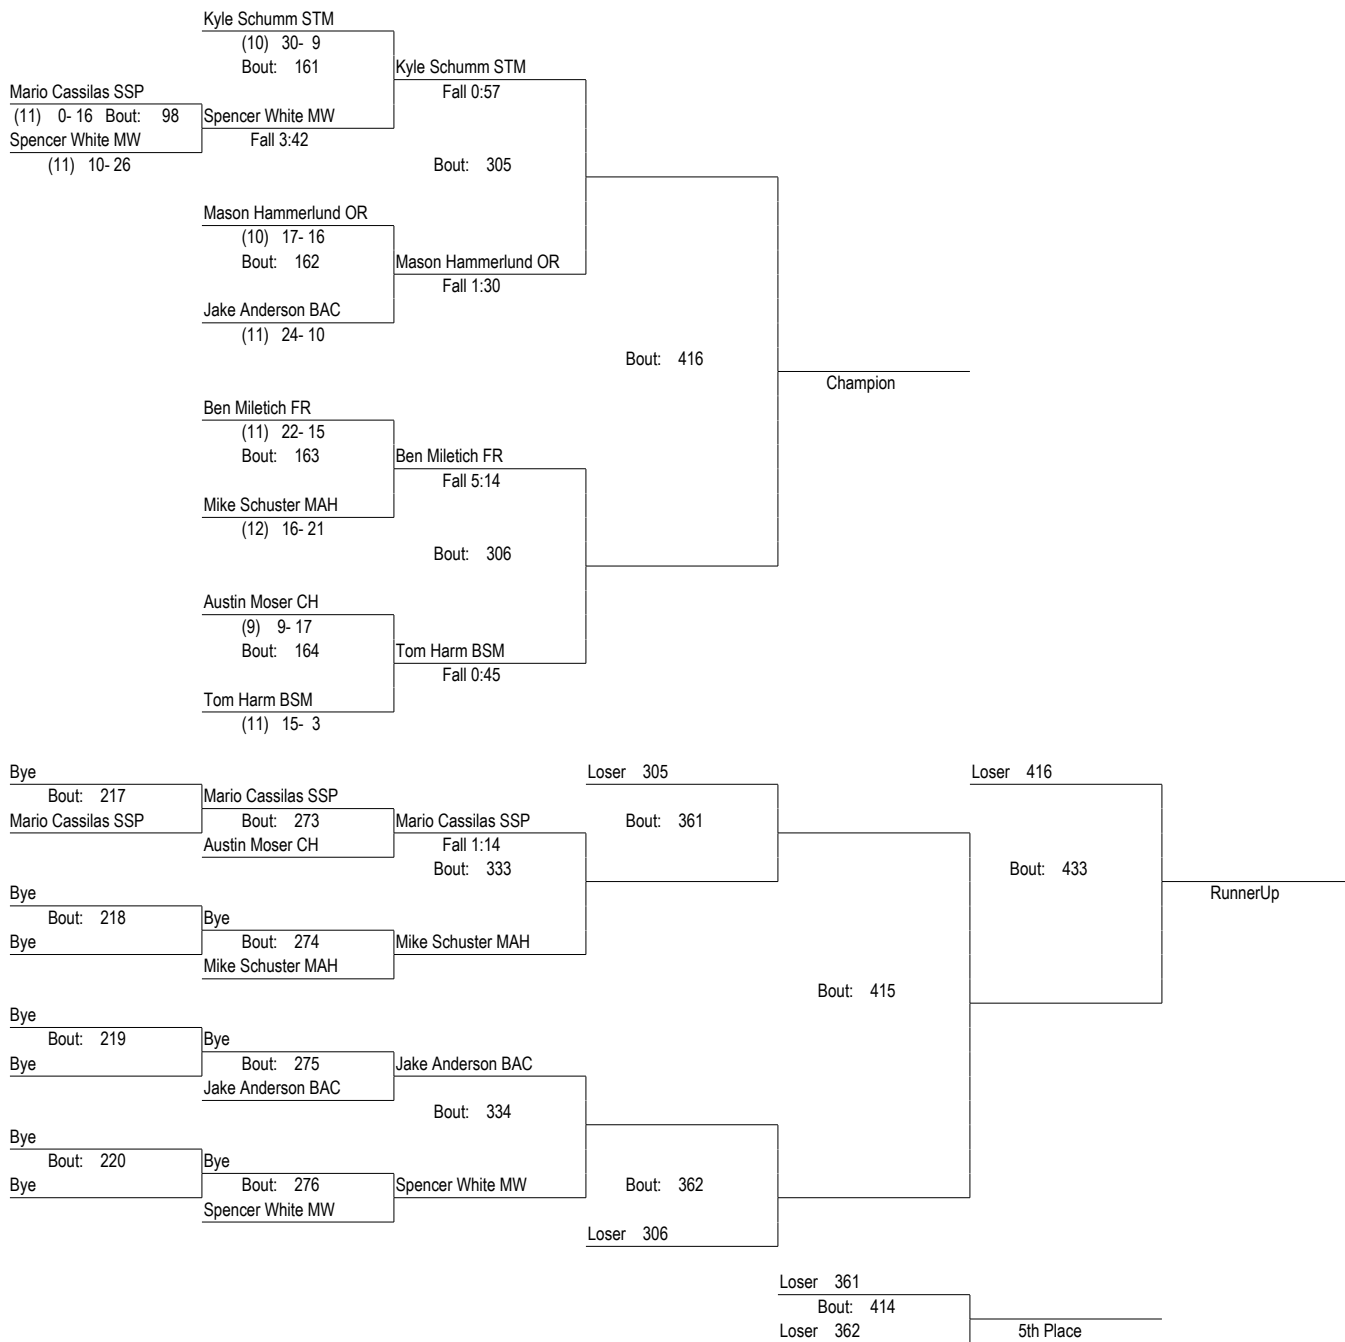 Kyle Schumm STM
(10) 30- 9
Bout: 161
Kyle Schumm STM
Fall 0:57
Mario Cassilas SSP
(11) 0- 16 Bout: 98
Spencer White MW
Fall 3:42
Spencer White MW
(11) 10- 26
Bout: 305
Mason Hammerlund OR
(10) 17- 16
Bout: 162
Mason Hammerlund OR
Fall 1:30
Jake Anderson BAC
(11) 24- 10
Bout: 416
Champion
Ben Miletich FR
(11) 22- 15
Bout: 163
Ben Miletich FR
Fall 5:14
Mike Schuster MAH
(12) 16- 21
Bout: 306
Austin Moser CH
(9) 9- 17
Bout: 164
Tom Harm BSM
Fall 0:45
Tom Harm BSM
(11) 15- 3
Bye
Loser 305
Loser 416
Bout: 217
Mario Cassilas SSP
Mario Cassilas SSP
Bout: 273
Mario Cassilas SSP
Bout: 361
Austin Moser CH
Fall 1:14
Bout: 333
Bout: 433
Bye
RunnerUp
Bout: 218
Bye
Bye
Bout: 274
Mike Schuster MAH
Mike Schuster MAH
Bout: 415
Bye
Bout: 219
Bye
Bye
Bout: 275
Jake Anderson BAC
Jake Anderson BAC
Bout: 334
Bye
Bout: 220
Bye
Bye
Bout: 276
Spencer White MW
Bout: 362
Spencer White MW
Loser 306
Loser 361
Bout: 414
Loser 362
5th Place